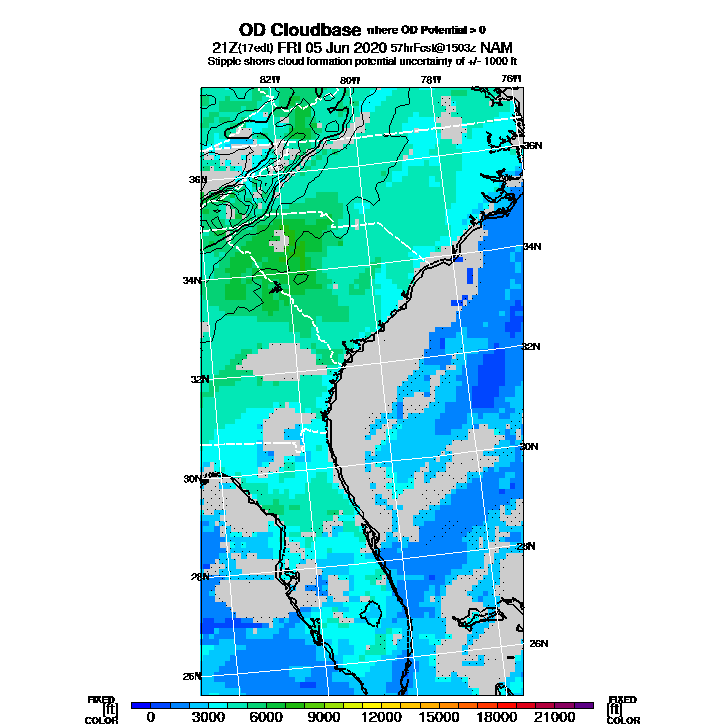 OD Cloudbase where OD Potential > 0
21Z(17edt) FRI 05 Jun 2020 57hrFcst@1503z NAM
Stipple shows cloud formation potential uncertainty of +/- 1000 ft
82W 80W 78W 76W
36N
36N
34N
34N
32N
32N
30N
30N
28N
28N
26N
26N
FIXED FIXED
[ft] 0 3000 6000 9000 12000 15000 18000 21000 [ft]
COLOR COLOR